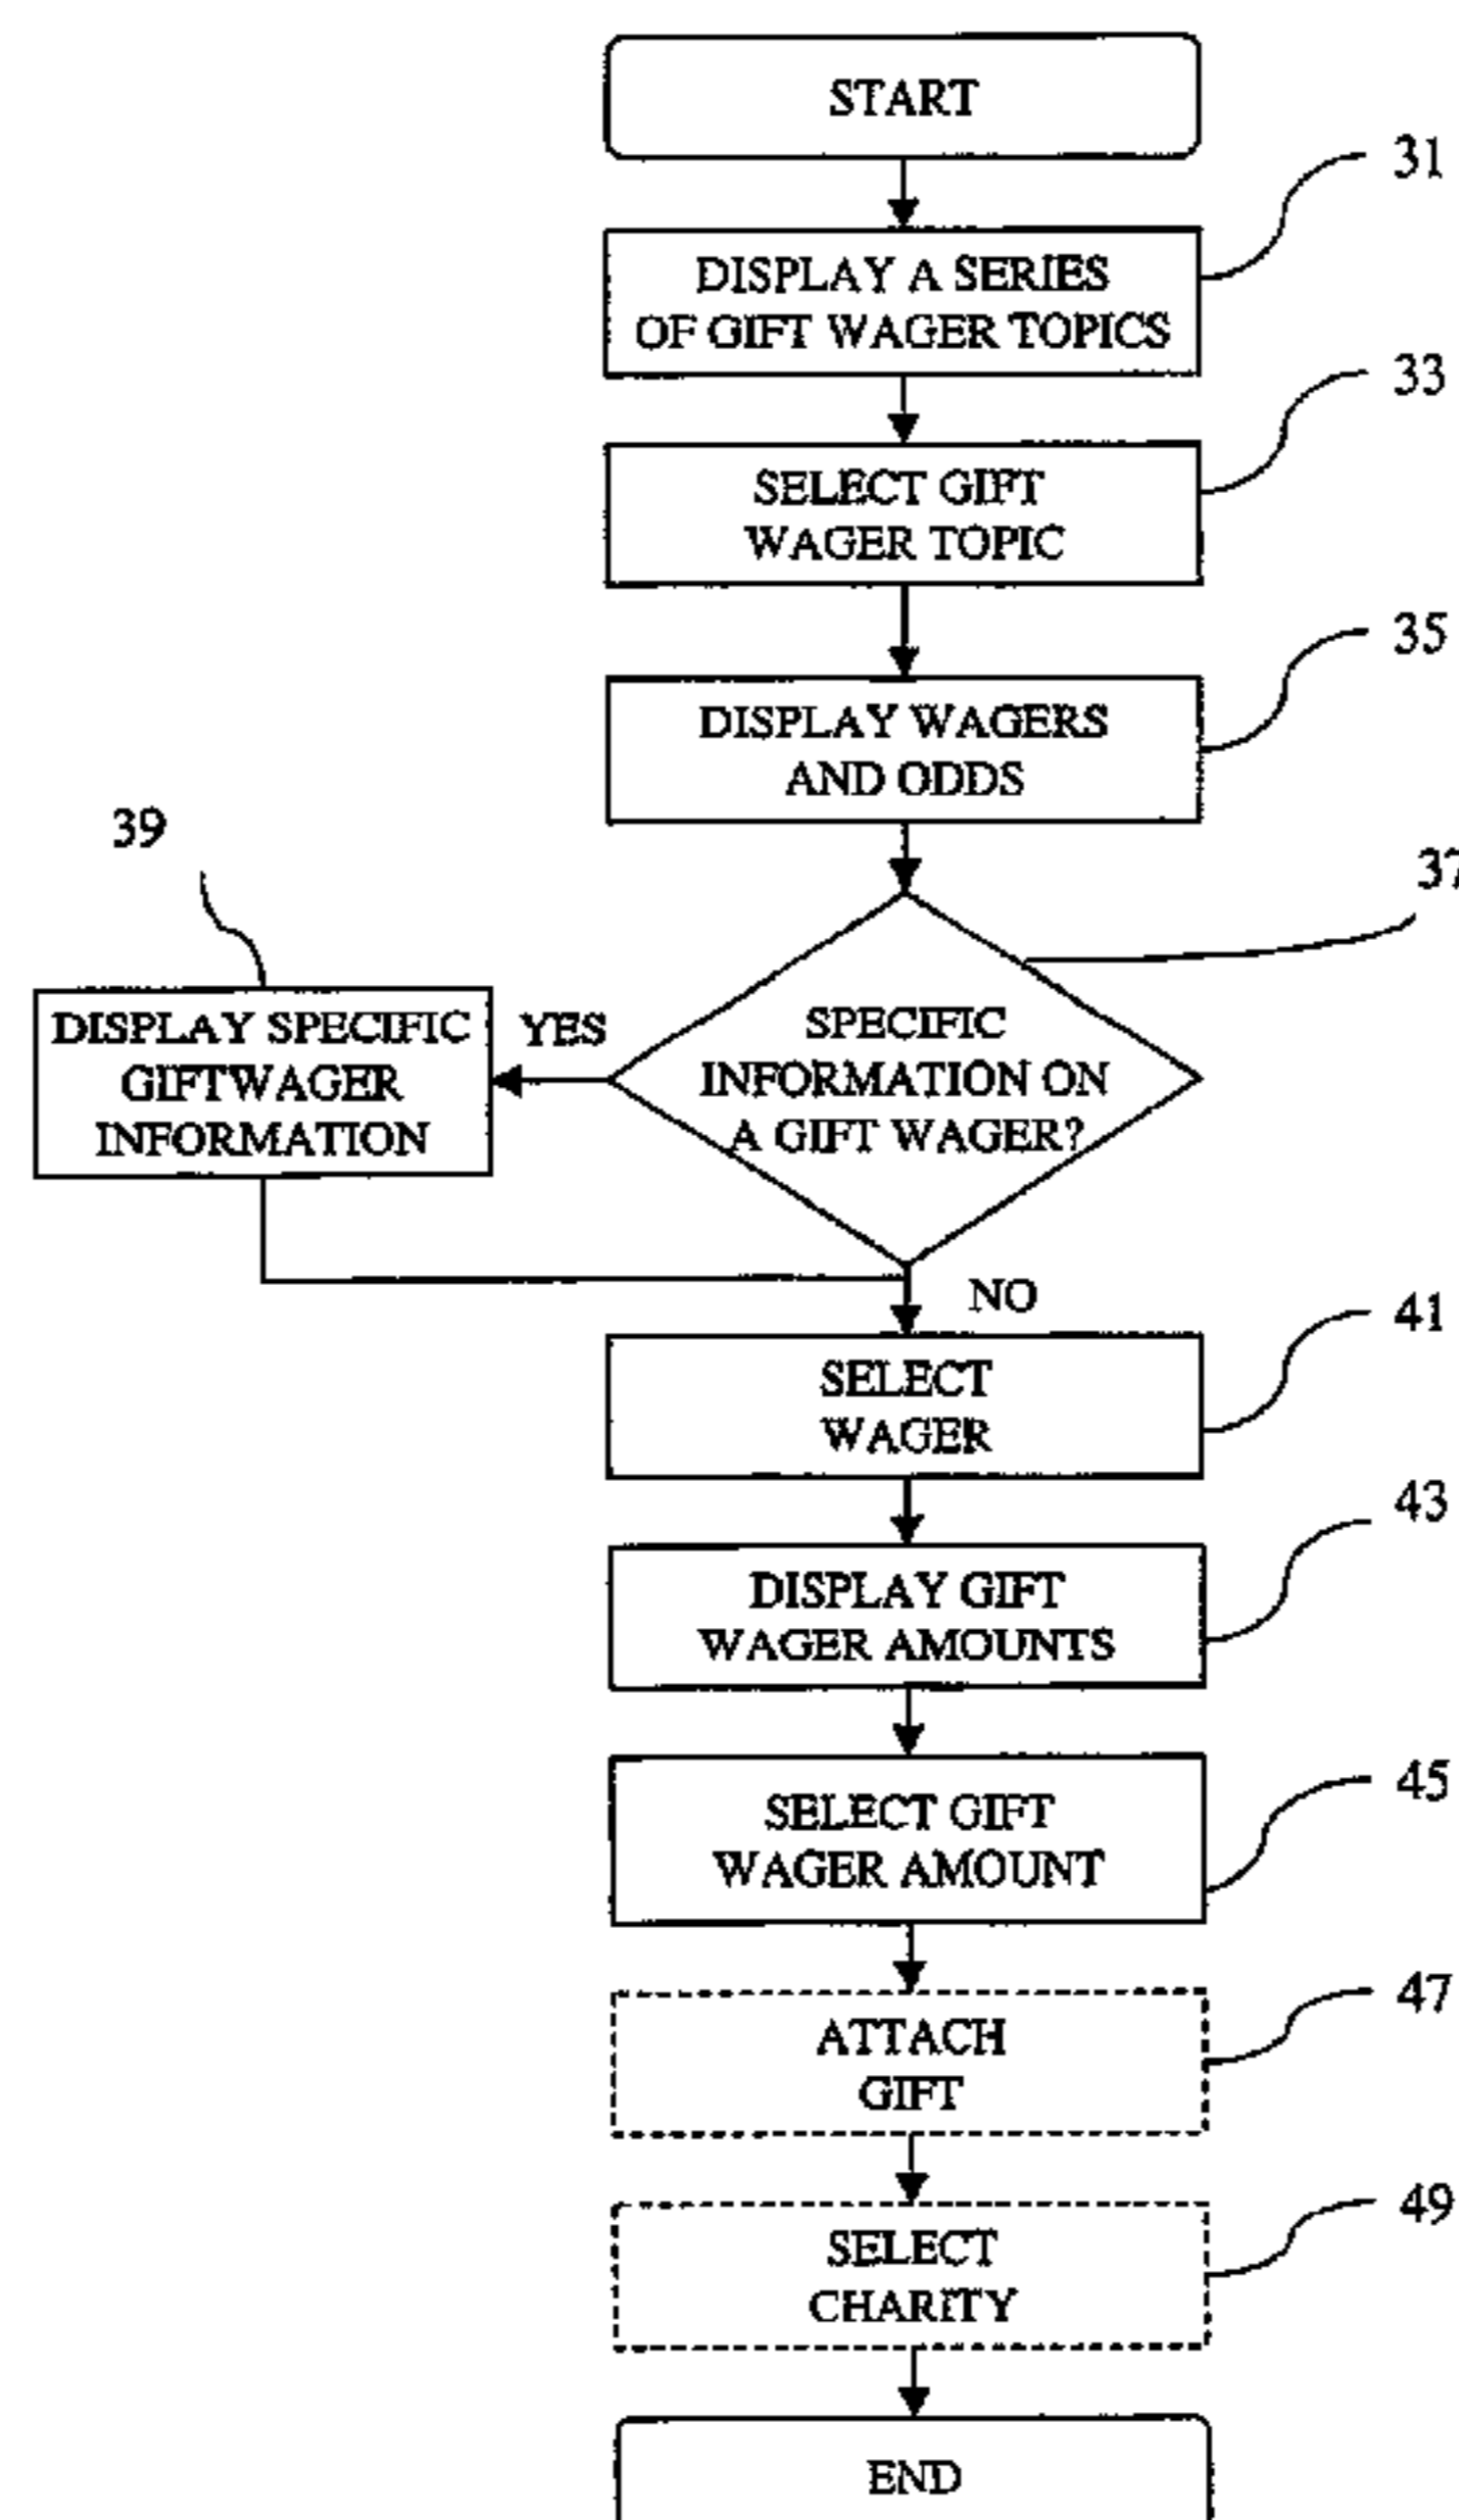 START
31
DISPLAY A SERIES
OF GIFT WAGER TOPICS
33
SELECT GIFT
WAGER TOPIC
35
DISPLAY WAGERS
AND ODDS
39
37
DISPLAY SPECIFIC
GIFTWAGER
INFORMATION
YES
SPECIFIC
INFORMATION ON
A GIFT WAGER?
NO
41
SELECT
WAGER
43
DISPLAY GIFT
WAGER AMOUNTS
45
SELECT GIFT
WAGER AMOUNT
47
ATTACH
GIFT
49
SELECT
CHARITY
END